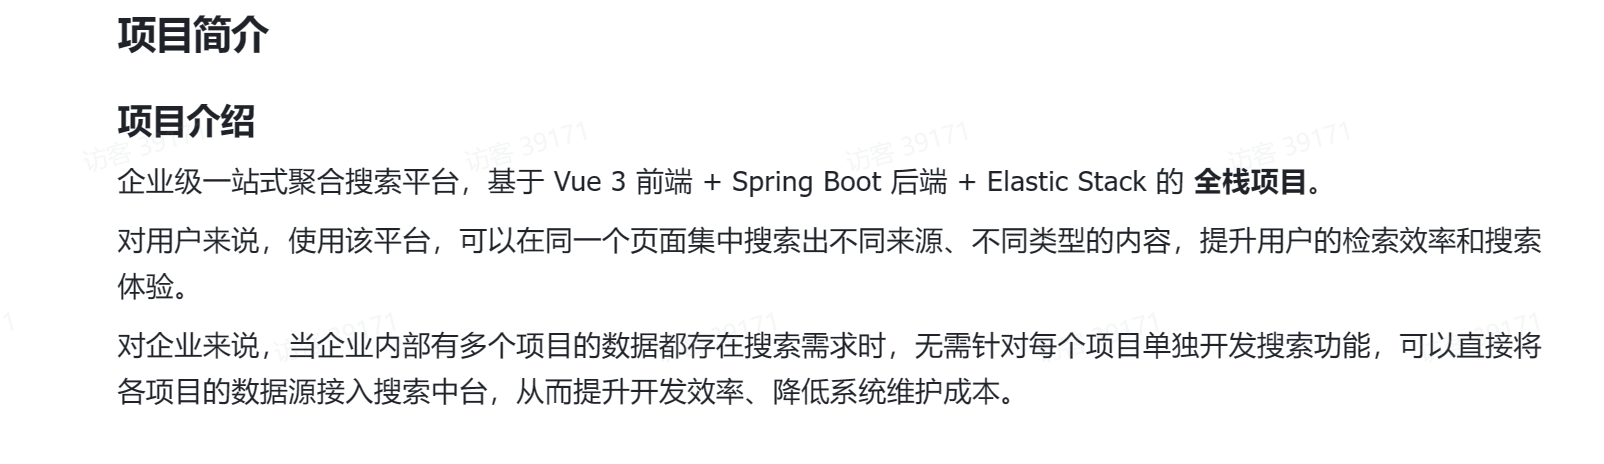 项目简介
项目介绍
访客 39171
访客 39171
访客 39171
访客 39171
企业级一站式聚合搜索平台，基于 Vue 3 前端 + Spring Boot 后端 + Elastic Stack 的 全栈项目。
对用户来说，使用该平台，可以在同一个页面集中搜索出不同来源、不同类型的内容，提升用户的检索效率和搜索
体验。
对企业来说，当企业内部有多个项目的数据都存在搜索需求时，无需针对每个项目单独开发搜索功能，可以直接将
各项目的数据源接入搜索中台，从而提升开发效率、降低系统维护成本。